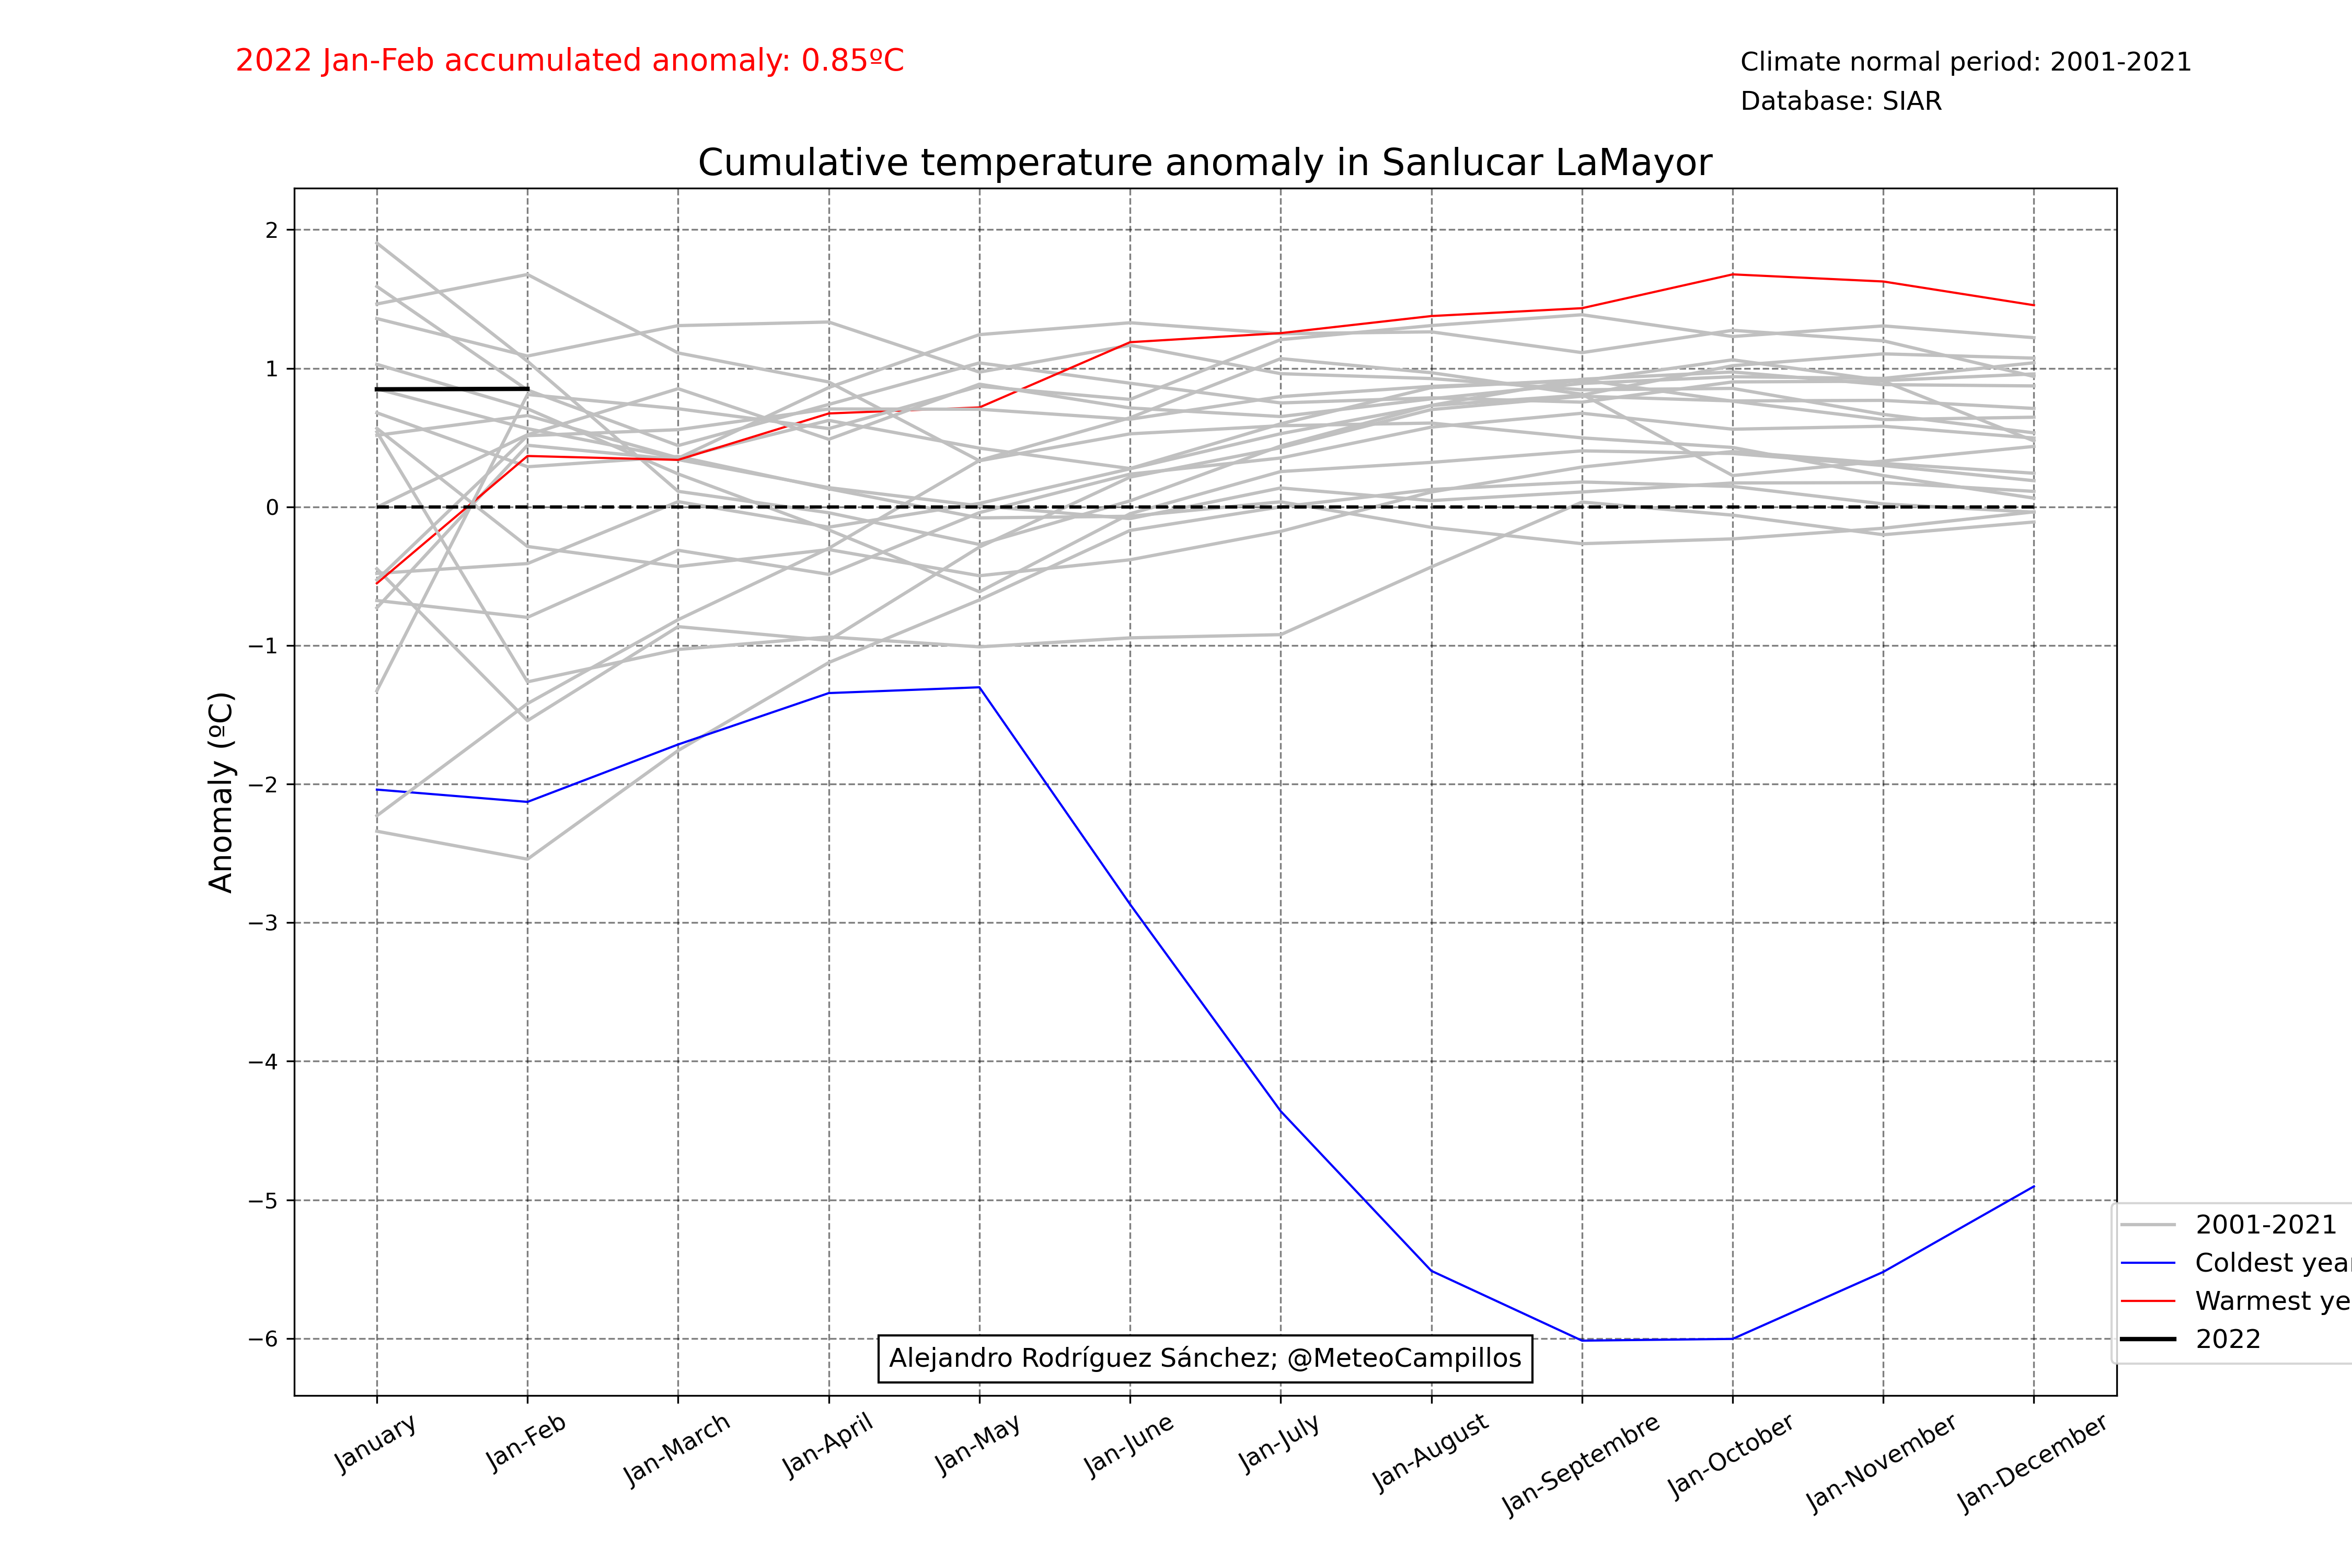 2022 Jan-Feb accumulated anomaly: 0.85ºC
Climate normal period: 2001-2021
Database: SIAR
Cumulative temperature anomaly in Sanlucar LaMayor
Anomaly (ºC)
2
1
0
−1
−2
−3
−4
−5
−6
2001-2021
Coldest year
Warmest ye
2022
Alejandro Rodríguez Sánchez; @MeteoCampillos
January
Jan-Feb
Jan-March
Jan-April
Jan-May
Jan-June
Jan-July
Jan-August
Jan-Septembre
Jan-October
Jan-November
Jan-December